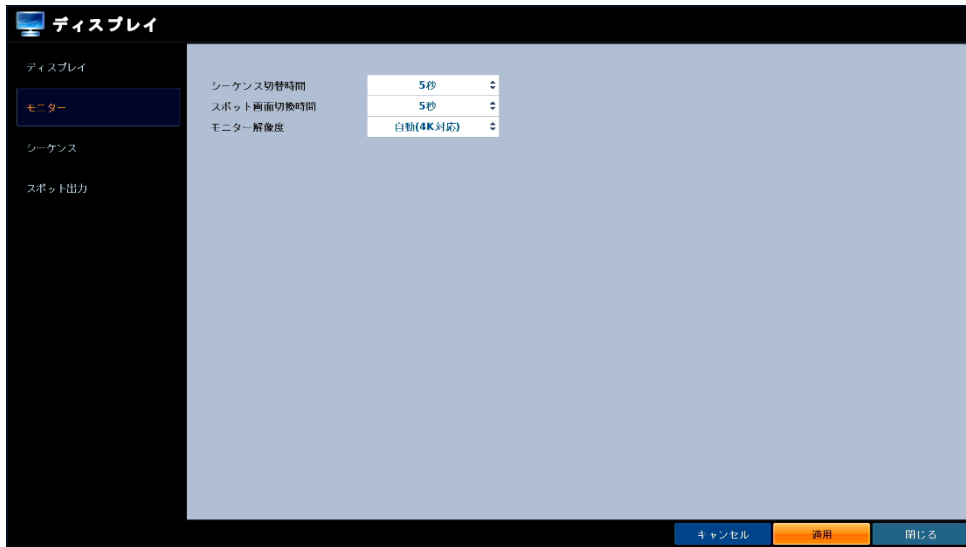 ディスプレイ
ディスプレイ
モニター
シーケンス
スポット出力
シーケンス切替時間 5秒
スポット画面切換時間 5秒
モニター解像度 自動(4K対応)
キャンセル 適用 閉じる